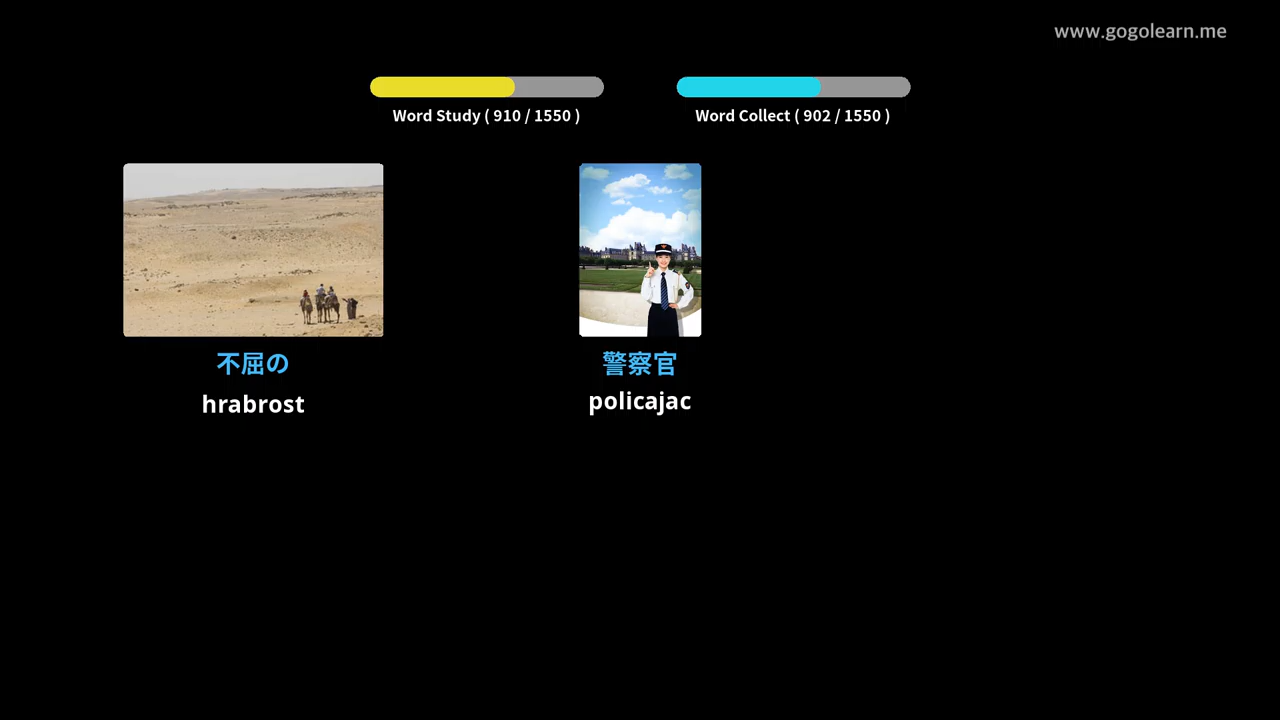 www.gogolearn.me
Word Study ( 910 / 1550 )
Word Collect ( 902 / 1550 )
不屈の
hrabrost
警察官
policajac